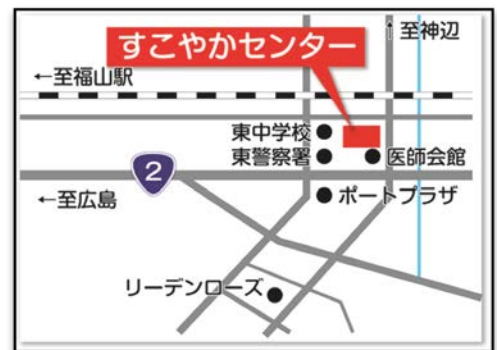 ↑至神辺
すこやかセンター
←至福山駅
東中学校
東警察署
医師会館
2
←至広島
ポートプラザ
リーデンローズ